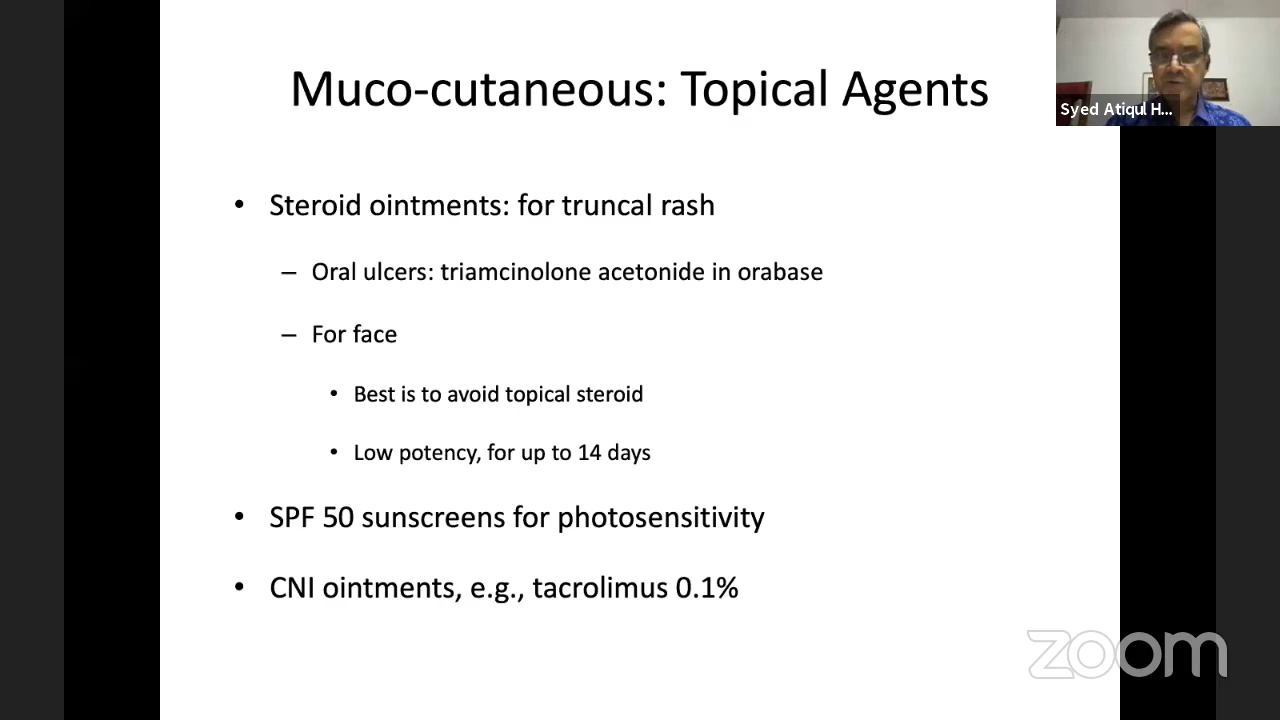 Muco-cutaneous: Topical Agents
Syed Atiqul H...
• Steroid ointments: for truncal rash
– Oral ulcers: triamcinolone acetonide in orabase
– For face
• Best is to avoid topical steroid
• Low potency, for up to 14 days
• SPF 50 sunscreens for photosensitivity
• CNI ointments, e.g., tacrolimus 0.1%
zoom